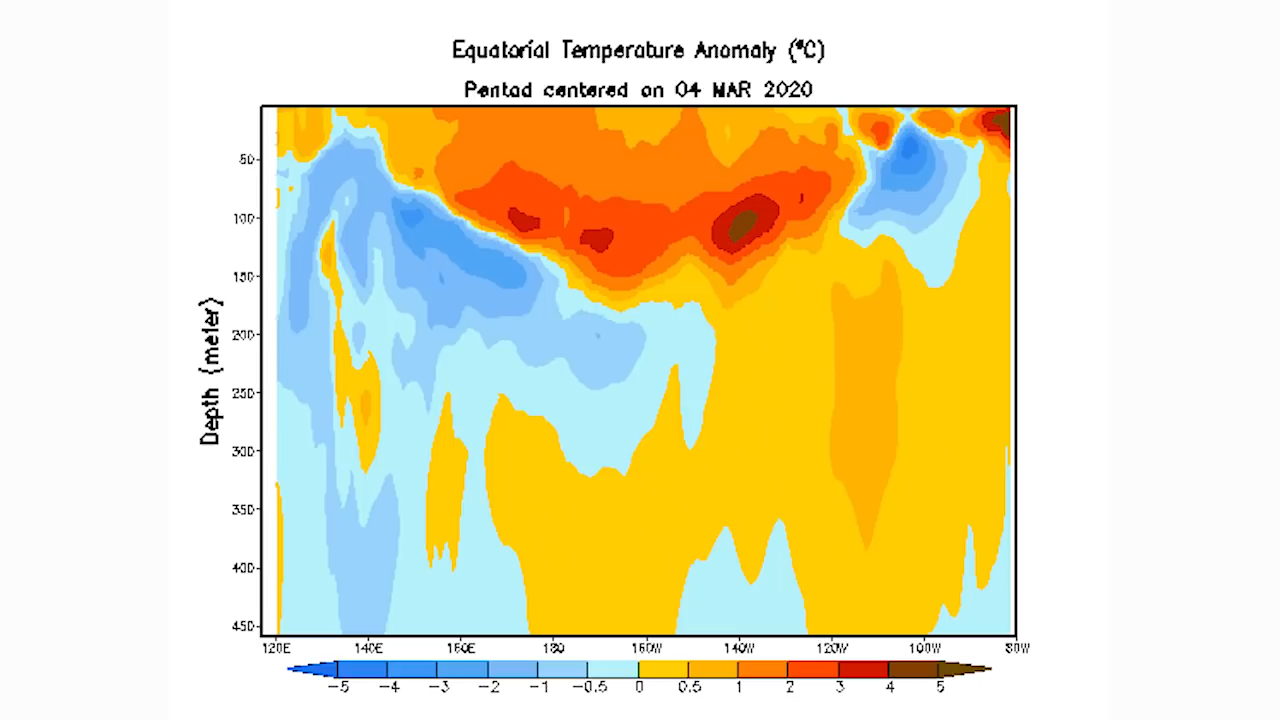 Equatorial Temperature Anomaly (°C)
Pentad centered on 04 MAR 2020
Depth (meter)
50
100
150
200
250
300
350
400
450
120E 140E 160E 180 160W 140W 120W 100W 80W
-5 -4 -3 -2 -1 -0.5 0 0.5 1 2 3 4 5